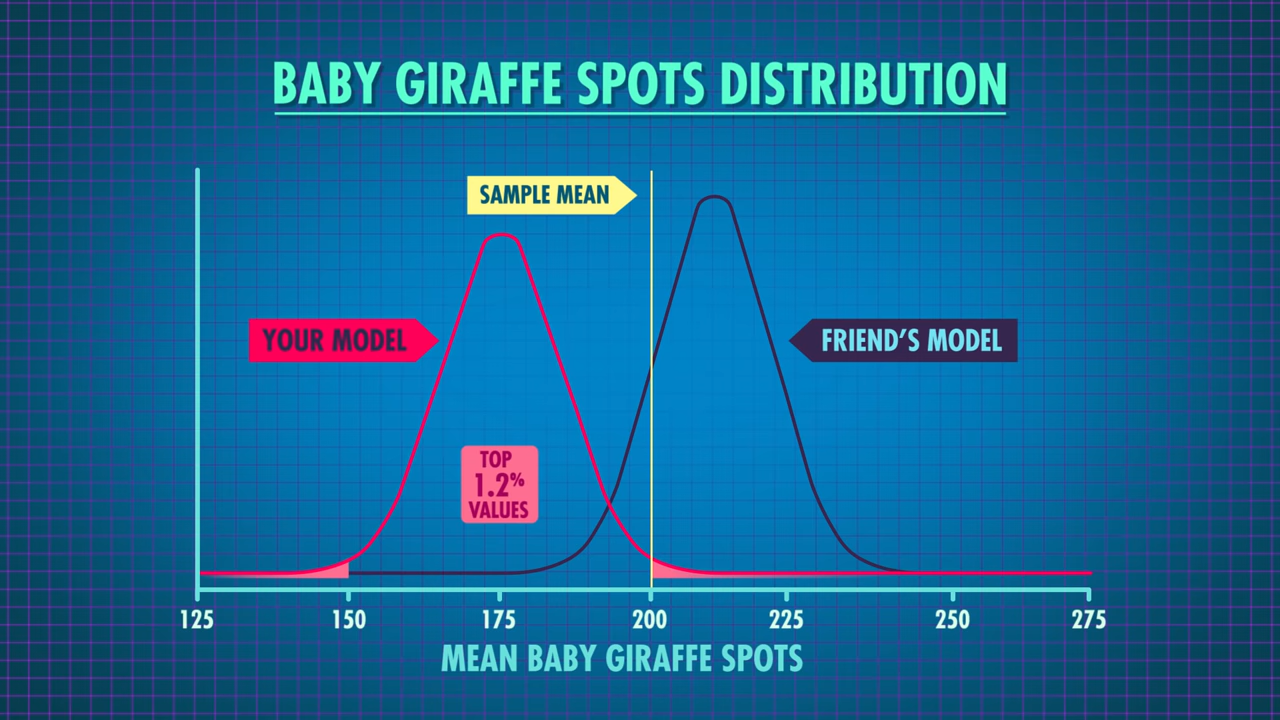 BABY GIRAFFE SPOTS DISTRIBUTION
SAMPLE MEAN
YOUR MODEL
FRIEND'S MODEL
TOP
1.2%
VALUES
125 150 175 200 225 250 275
MEAN BABY GIRAFFE SPOTS